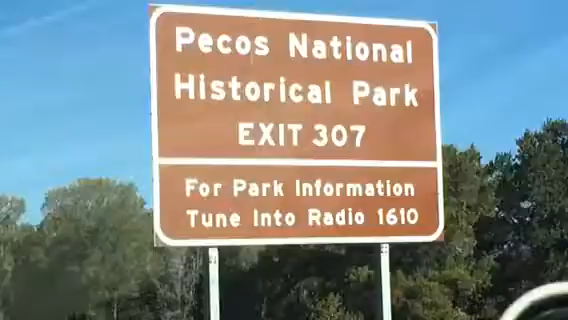 Pecos National
Historical Park
EXIT 307
For Park Information
Tune Into Radio 1610